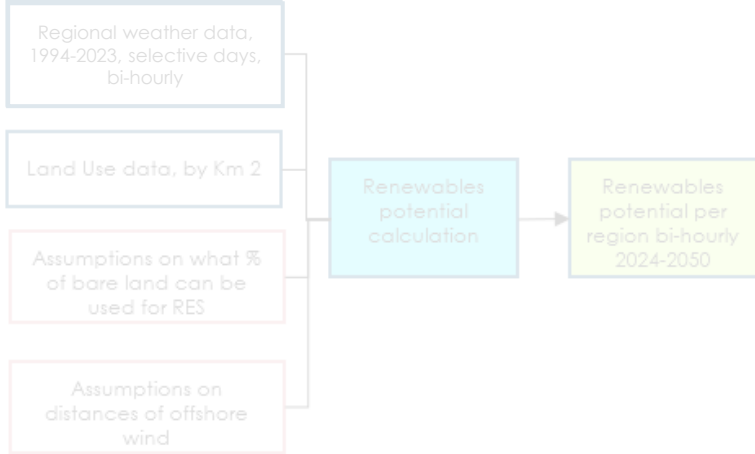 Regional weather data,
1994-2023, selective days,
bi-hourly
Land Use data, by Km 2
Assumptions on what %
of bare land can be
used for RES
Assumptions on
distances of offshore
wind
Renewables
potential
calculation
Renewables
potential per
region bi-hourly
2024-2050